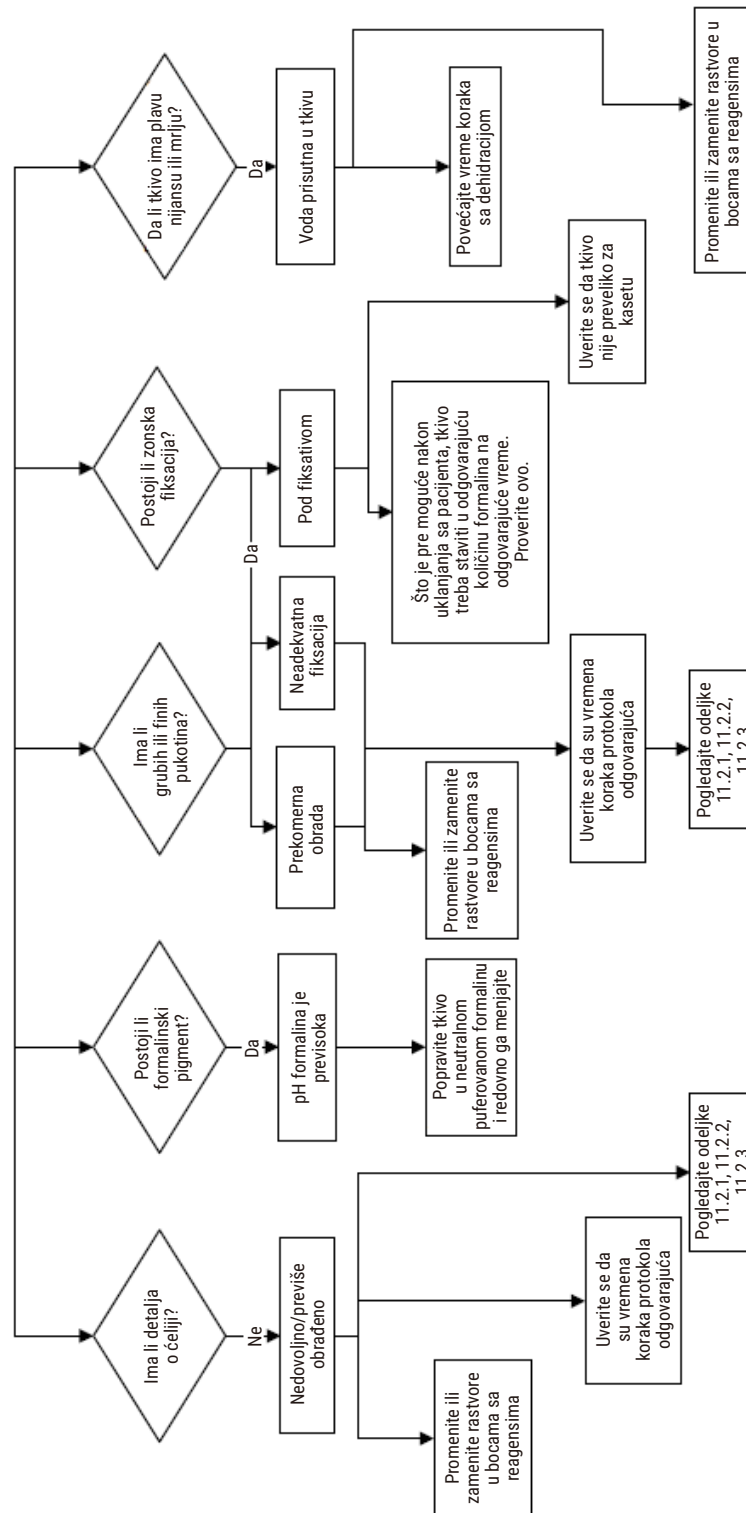 Ima li detalja
o ćeliji?
Ne
Nedovoljno/previše
obrađeno
Promenite ili
zamenite rastvore
u bocama sa
reagensima
Uverite se da
su vremena
koraka protokola
odgovarajuća
Pogledajte odeljke
11.2.1, 11.2.2,
11.2.3
Postoji li
formalinski
pigment?
Da
pH formalina je
previsoka
Popravite tkivo
u neutralnom
puferovanom formalinu
i redovno ga menjajte
Ima li
grubih ili finih
pukotina?
Prekomerna
obrada
Neadekvatna
fiksacija
Promenite ili zamenite
rastvore u bocama sa
reagensima
Uverite se da su vremena
koraka protokola
odgovarajuća
Pogledajte odeljke
11.2.1, 11.2.2,
11.2.3
Postoji li zonska
fiksacija?
Da
Pod fiksativom
Što je pre moguće nakon
uklanjanja sa pacijenta, tkivo
treba staviti u odgovarajuću
količinu formalina na
odgovarajuće vreme.
Proverite ovo.
Uverite se da tkivo
nije preveliko za
kasetu
Da li tkivo ima plavu
nijansu ili mrlju?
Da
Voda prisutna u tkivu
Povećajte vreme koraka
sa dehidracijom
Promenite ili zamenite rastvore u
bocama sa reagensima